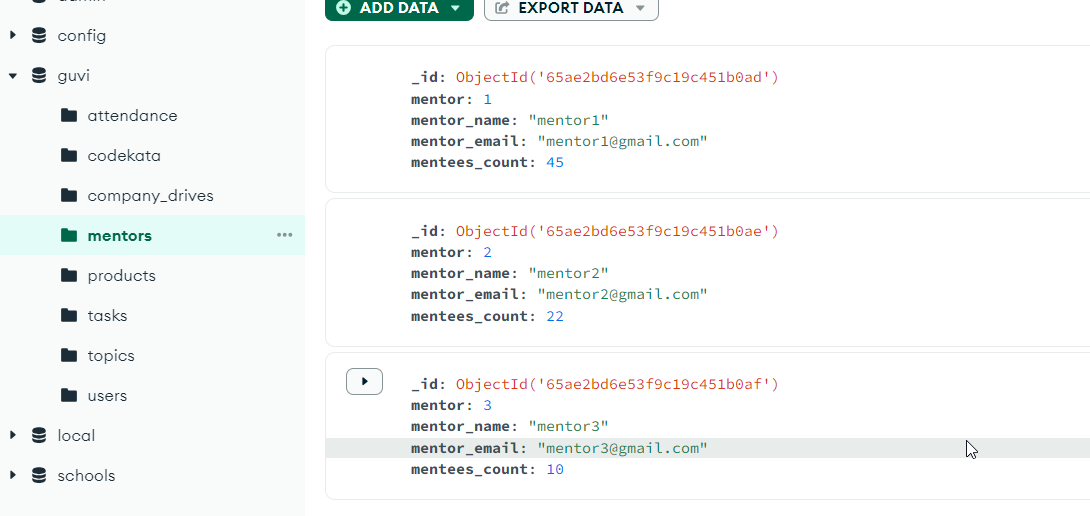 admin
config
guvi
attendance
codekata
company_drives
mentors
products
tasks
topics
users
local
schools
ADD DATA
EXPORT DATA
_id: ObjectId('65ae2bd6e53f9c19c451b0ad')
mentor: 1
mentor_name: "mentor1"
mentor_email: "mentor1@gmail.com"
mentees_count: 45
_id: ObjectId('65ae2bd6e53f9c19c451b0ae')
mentor: 2
mentor_name: "mentor2"
mentor_email: "mentor2@gmail.com"
mentees_count: 22
_id: ObjectId('65ae2bd6e53f9c19c451b0af')
mentor: 3
mentor_name: "mentor3"
mentor_email: "mentor3@gmail.com"
mentees_count: 10